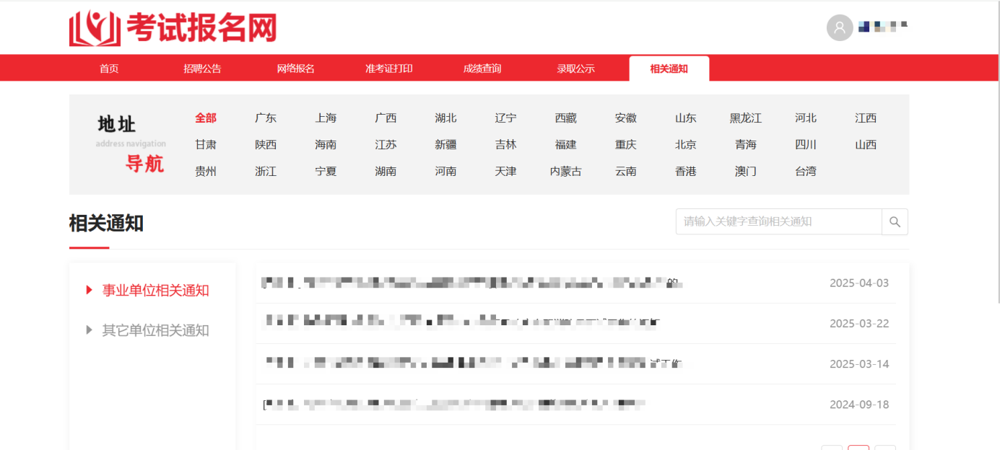 考试报名网
首页 招聘公告 网络报名 准考证打印 成绩查询 录取公示 相关通知
地址 全部 广东 上海 广西 湖北 辽宁 西藏 安徽 山东 黑龙江 河北 江西
address navigation 甘肃 陕西 海南 江苏 新疆 吉林 福建 重庆 北京 青海 四川 山西
导航 贵州 浙江 宁夏 湖南 河南 天津 内蒙古 云南 香港 澳门 台湾
相关通知 请输入关键字查询相关通知
事业单位相关通知
其它单位相关通知
的 2025-04-03
2025-03-22
2025-03-14
2024-09-18